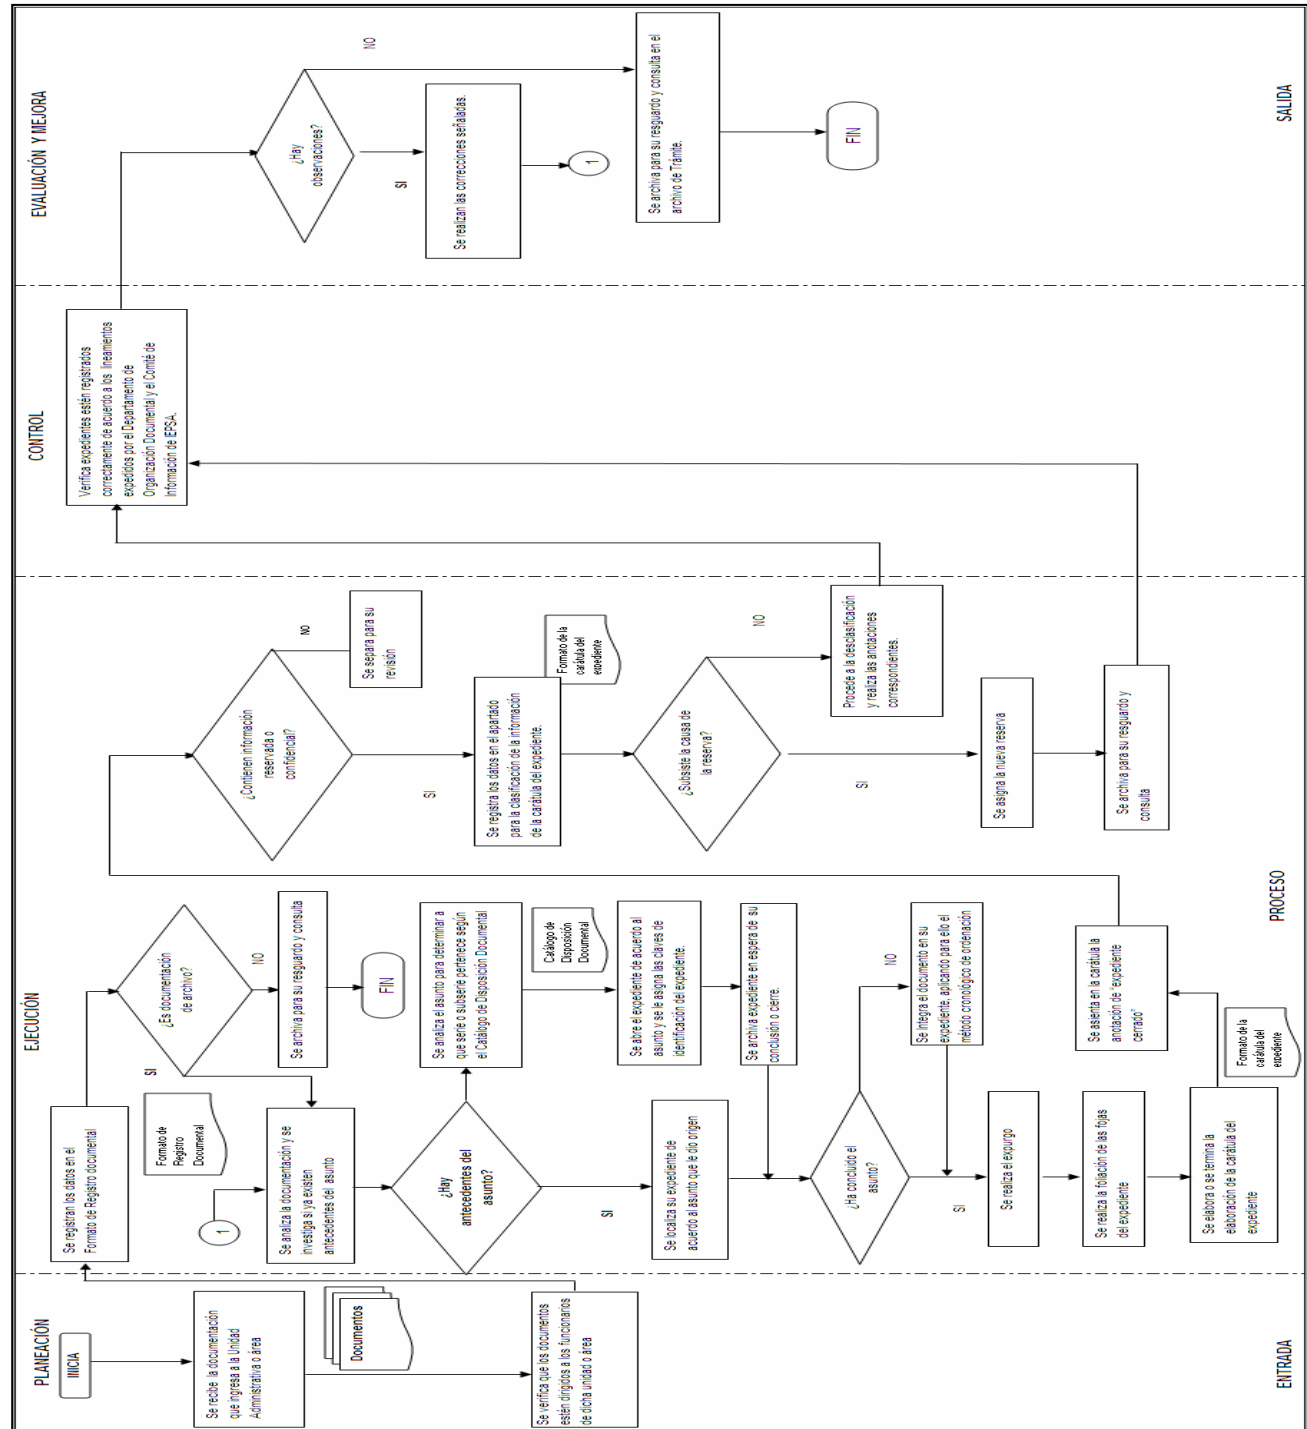 PLANEACIÓN
INICIA
Se recibe la documentación
que ingresa a la Unidad
Administrativa o área
Documentos
Se verifica que los documentos
estén dirigidos a los funcionarios
de dicha unidad o área
ENTRADA
EJECUCIÓN
Se registran los datos en el
Formato de Registro documental
Formato de
Registro
Documental
¿Es documentación
de archivo?
SI
NO
Se archiva para su resguardo y consulta
FIN
1
Se analiza la documentación y se
investiga si ya existen
antecedentes del asunto
¿Hay
antecedentes del
asunto?
SI
Se analiza el asunto para determinar a
que serie o subserie pertenece según
el Catálogo de Disposición Documental
Catálogo de
Disposición
Documental
Se abre el expediente de acuerdo al
asunto y se le asigna las claves de
identificación del expediente.
Se archiva expediente en espera de su
conclusión o cierre.
Se localiza su expediente de
acuerdo al asunto que le dio origen
¿Ha concluido el
asunto?
NO
SI
Se integra el documento en su
expediente, aplicando para ello el
método cronológico de ordenación
Se realiza el expurgo
Se realiza la foliación de las fojas
del expediente
Se elabora o se termina la
elaboración de la carátula del
expediente
Formato de la
carátula del
expediente
Se asienta en la carátula la
anotación de "expediente
cerrado"
¿Contienen información
reservada o
confidencial?
NO
Se separa para su
revisión
SI
Se registra los datos en el apartado
para la clasificación de la información
de la carátula del expediente.
Formato de la
carátula del
expediente
¿Subsiste la causa de
la reserva?
NO
Procede a la desclasificación
y realiza las anotaciones
correspondientes.
SI
Se asigna la nueva reserva
Se archiva para su resguardo y
consulta
PROCESO
CONTROL
Verifica expedientes estén registrados
correctamente de acuerdo a los lineamientos
expedidos por el Departamento de
Organización Documental y el Comité de
Información de IEPSA.
EVALUACIÓN Y MEJORA
¿Hay
observaciones?
NO
SI
Se realizan las correcciones señaladas.
1
Se archiva para su resguardo y consulta en el
archivo de Trámite.
FIN
SALIDA